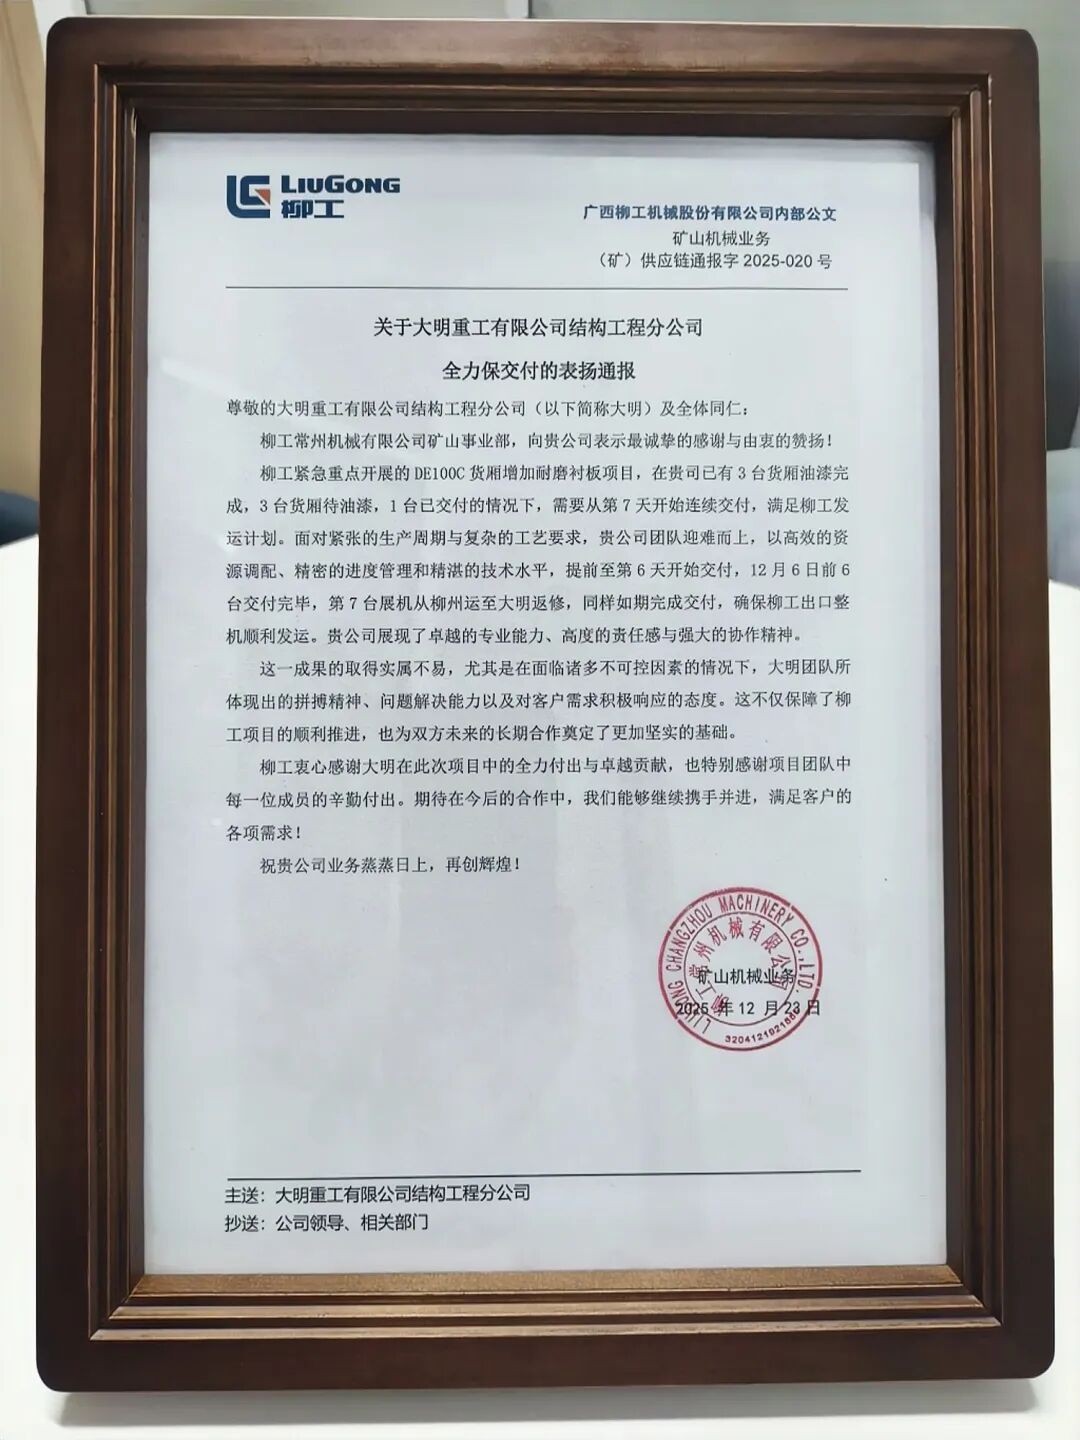 LIUGONG
柳工
广西柳工机械股份有限公司内部公文
矿山机械业务
（矿）供应链通报字 2025-020 号
关于大明重工有限公司结构工程分公司
全力保交付的表扬通报
尊敬的大明重工有限公司结构工程分公司（以下简称大明）及全体同仁：
柳工常州机械有限公司矿山事业部，向贵公司表示最诚挚的感谢与由衷的赞扬！
柳工紧急重点开展的 DE100C 货厢增加耐磨衬板项目，在贵司已有 3 台货厢油漆完
成，3 台货厢待油漆，1 台已交付的情况下，需要从第 7 天开始连续交付，满足柳工发
运计划。面对紧张的生产周期与复杂的工艺要求，贵公司团队迎难而上，以高效的资
源调配、精密的进度管理和精湛的技术水平，提前至第 6 天开始交付，12 月 6 日前 6
台交付完毕，第 7 台展机从柳州运至大明返修，同样如期完成交付，确保柳工出口整
机顺利发运。贵公司展现了卓越的专业能力、高度的责任感与强大的协作精神。
这一成果的取得实属不易，尤其是在面临诸多不可控因素的情况下，大明团队所
体现出的拼搏精神、问题解决能力以及对客户需求积极响应的态度。这不仅保障了柳
工项目的顺利推进，也为双方未来的长期合作奠定了更加坚实的基础。
柳工衷心感谢大明在此次项目中的全力付出与卓越贡献，也特别感谢项目团队中
每一位成员的辛勤付出。期待在今后的合作中，我们能够继续携手并进，满足客户的
各项需求！
祝贵公司业务蒸蒸日上，再创辉煌！
LIUGONG CHANGZHOU MACHINERY CO.,LTD.
柳工常州机械有限公司
矿山机械业务
2025 年 12 月 23 日
主送：大明重工有限公司结构工程分公司
抄送：公司领导、相关部门